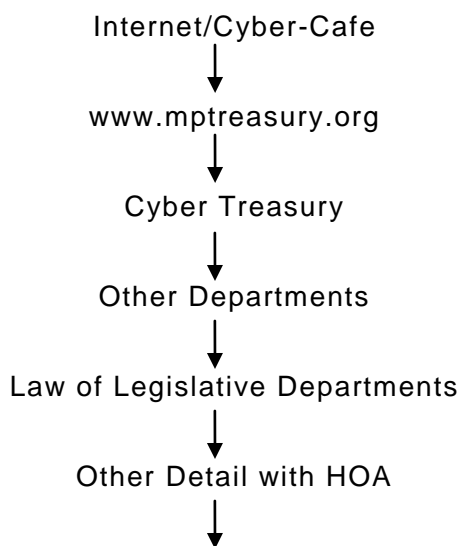 Internet/Cyber-Cafe
www.mptreasury.org
Cyber Treasury
Other Departments
Law of Legislative Departments
Other Detail with HOA